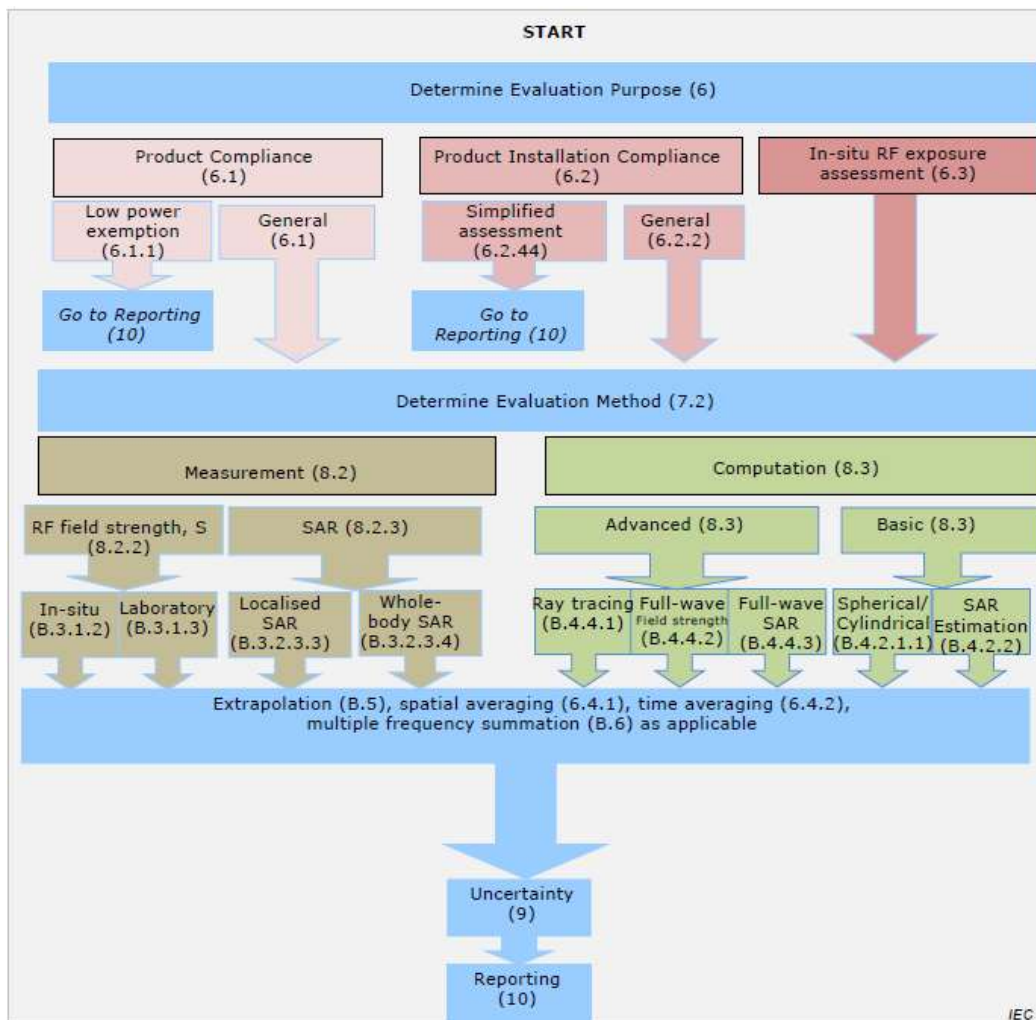 START
Determine Evaluation Purpose (6)
Product Compliance
(6.1)
Product Installation Compliance
(6.2)
In-situ RF exposure
assessment (6.3)
Low power
exemption
(6.1.1)
General
(6.1)
Simplified
assessment
(6.2.44)
General
(6.2.2)
Go to Reporting
(10)
Go to
Reporting (10)
Determine Evaluation Method (7.2)
Measurement (8.2)
Computation (8.3)
RF field strength, S
(8.2.2)
SAR (8.2.3)
Advanced (8.3)
Basic (8.3)
In-situ
(B.3.1.2)
Laboratory
(B.3.1.3)
Localised
SAR
(B.3.2.3.3)
Whole-
body SAR
(B.3.2.3.4)
Ray tracing
(B.4.4.1)
Full-wave
Field strength
(B.4.4.2)
Full-wave
SAR
(B.4.4.3)
Spherical/
Cylindrical
(B.4.2.1.1)
SAR
Estimation
(B.4.2.2)
Extrapolation (B.5), spatial averaging (6.4.1), time averaging (6.4.2),
multiple frequency summation (B.6) as applicable
Uncertainty
(9)
Reporting
(10)
IEC